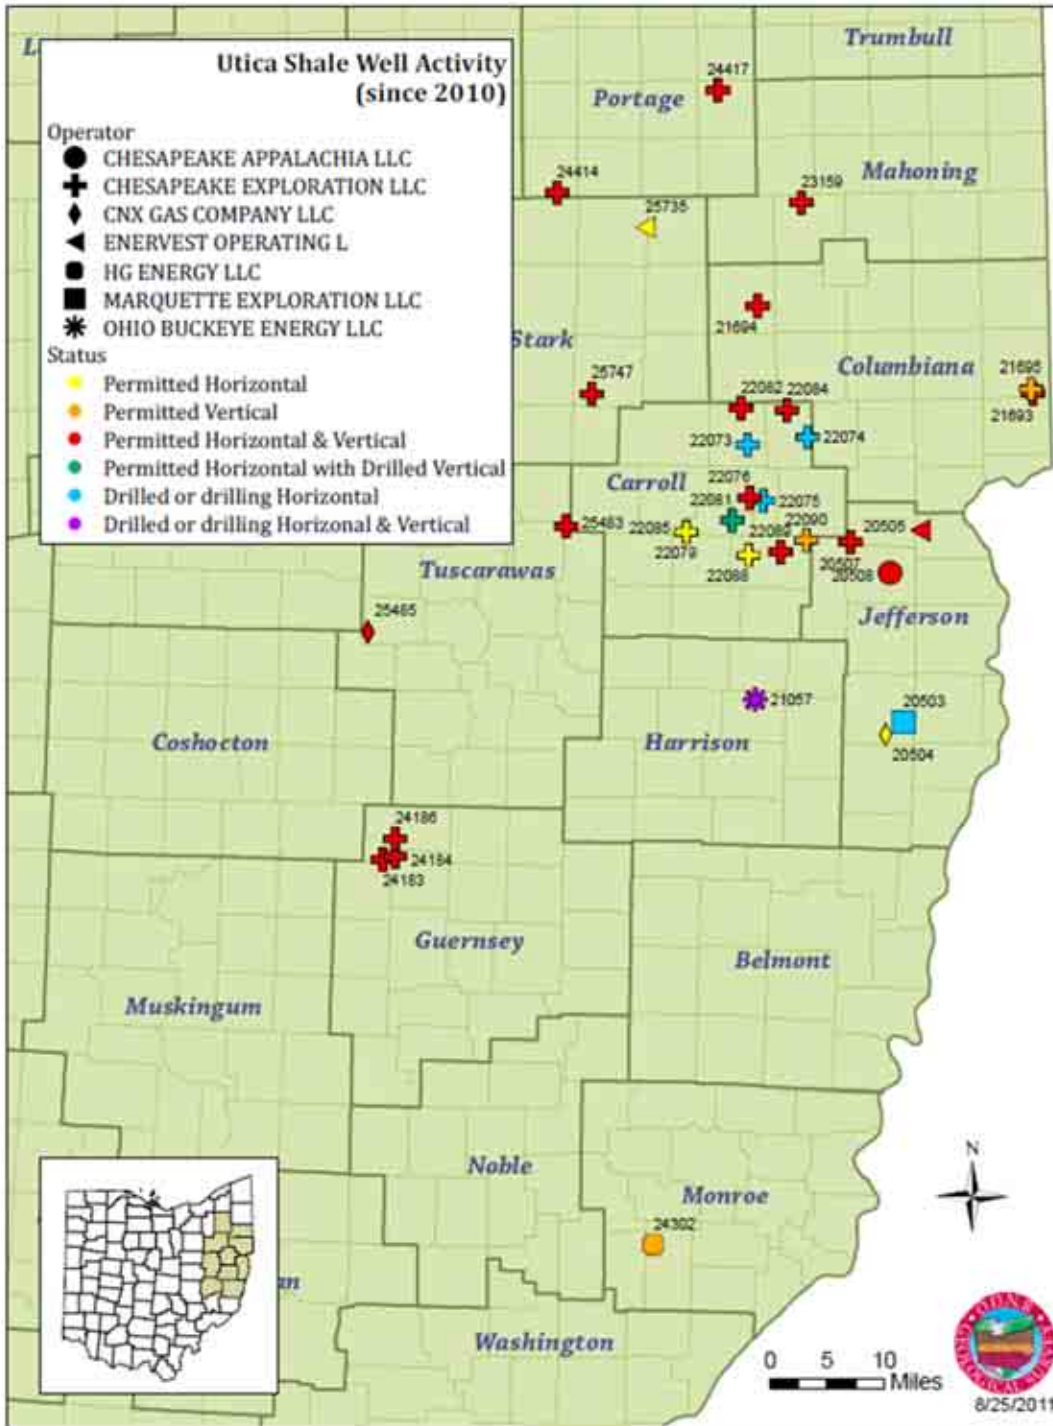 Utica Shale Well Activity
(since 2010)
Operator
CHESAPEAKE APPALACHIA LLC
CHESAPEAKE EXPLORATION LLC
CNX GAS COMPANY LLC
ENERVEST OPERATING L
HG ENERGY LLC
MARQUETTE EXPLORATION LLC
OHIO BUCKEYE ENERGY LLC
Status
Permitted Horizontal
Permitted Vertical
Permitted Horizontal & Vertical
Permitted Horizontal with Drilled Vertical
Drilled or drilling Horizontal
Drilled or drilling Horizonal & Vertical
Trumbull
24417
Portage
24414
23159
Mahoning
25735
21694
Stark
Columbiana
25747
22082
22084
21695
21693
22073
22074
22076
Carroll
22081
22075
25483
22085
22079
22090
22089
22088
20505
20507
20508
Tuscarawas
Jefferson
25485
21057
20503
20504
Coshocton
Harrison
24186
24184
24183
Guernsey
Belmont
Muskingum
Noble
Monroe
24302
N
an
Washington
0 5 10
Miles
8/25/2011